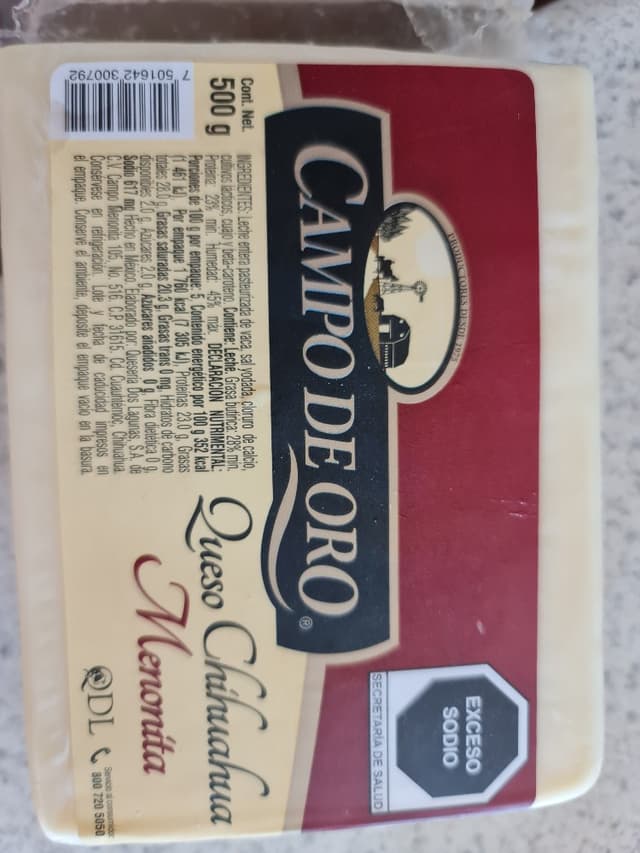 PRODUCTORES DESDE 1973
CAMPO DE ORO®
EXCESO
SODIO
SECRETARÍA DE SALUD
Cont. Net.
500 g
Queso Chihuahua
Menonita
INGREDIENTES: Leche entera pasteurizada de vaca, sal yodada, cloruro de calcio,
cultivos lácticos, cuajo y beta-caroteno. Contiene: Leche. Grasa butírica: 28% min.
Proteína: 23% min. Humedad: 45% máx. DECLARACIÓN NUTRIMENTAL:
Porciones de 100 g por empaque: 5. Contenido energético por 100 g 352 kcal
(1 461 kJ). Por empaque 1 760 kcal (7 305 kJ). Proteínas 23.0 g, Grasas
totales 28.0 g, Grasas saturadas 20.3 g, Grasas trans 0 mg, Hidratos de carbono
disponibles 2.0 g, Azúcares 2.0 g, Azúcares añadidos 0 g, Fibra dietética 0 g,
Sodio 617 mg. Hecho en México. Elaborado por: Quesería Dos Lagunas, S.A. de
C.V. Campo Menonita 105, No. 516, C.P. 31615, Cd. Cuauhtémoc, Chihuahua.
Consérvese en refrigeración. Lote y fecha de caducidad impresos en
el empaque. Conserve el ambiente, deposite el empaque vacío en la basura.
7 501642 300792
QDL
Servicio al consumidor
800 720 5050